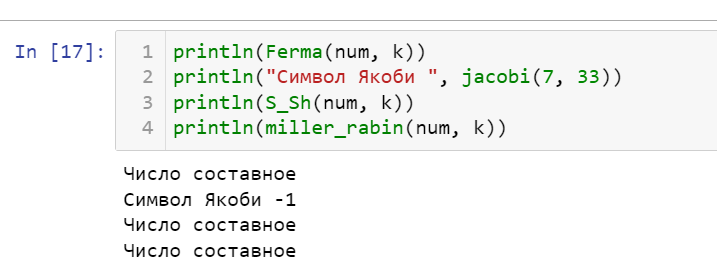 In [17]:
1 println(Ferma(num, k))
2 println("Символ Якоби ", jacobi(7, 33))
3 println(S_Sh(num, k))
4 println(miller_rabin(num, k))
Число составное
Символ Якоби -1
Число составное
Число составное